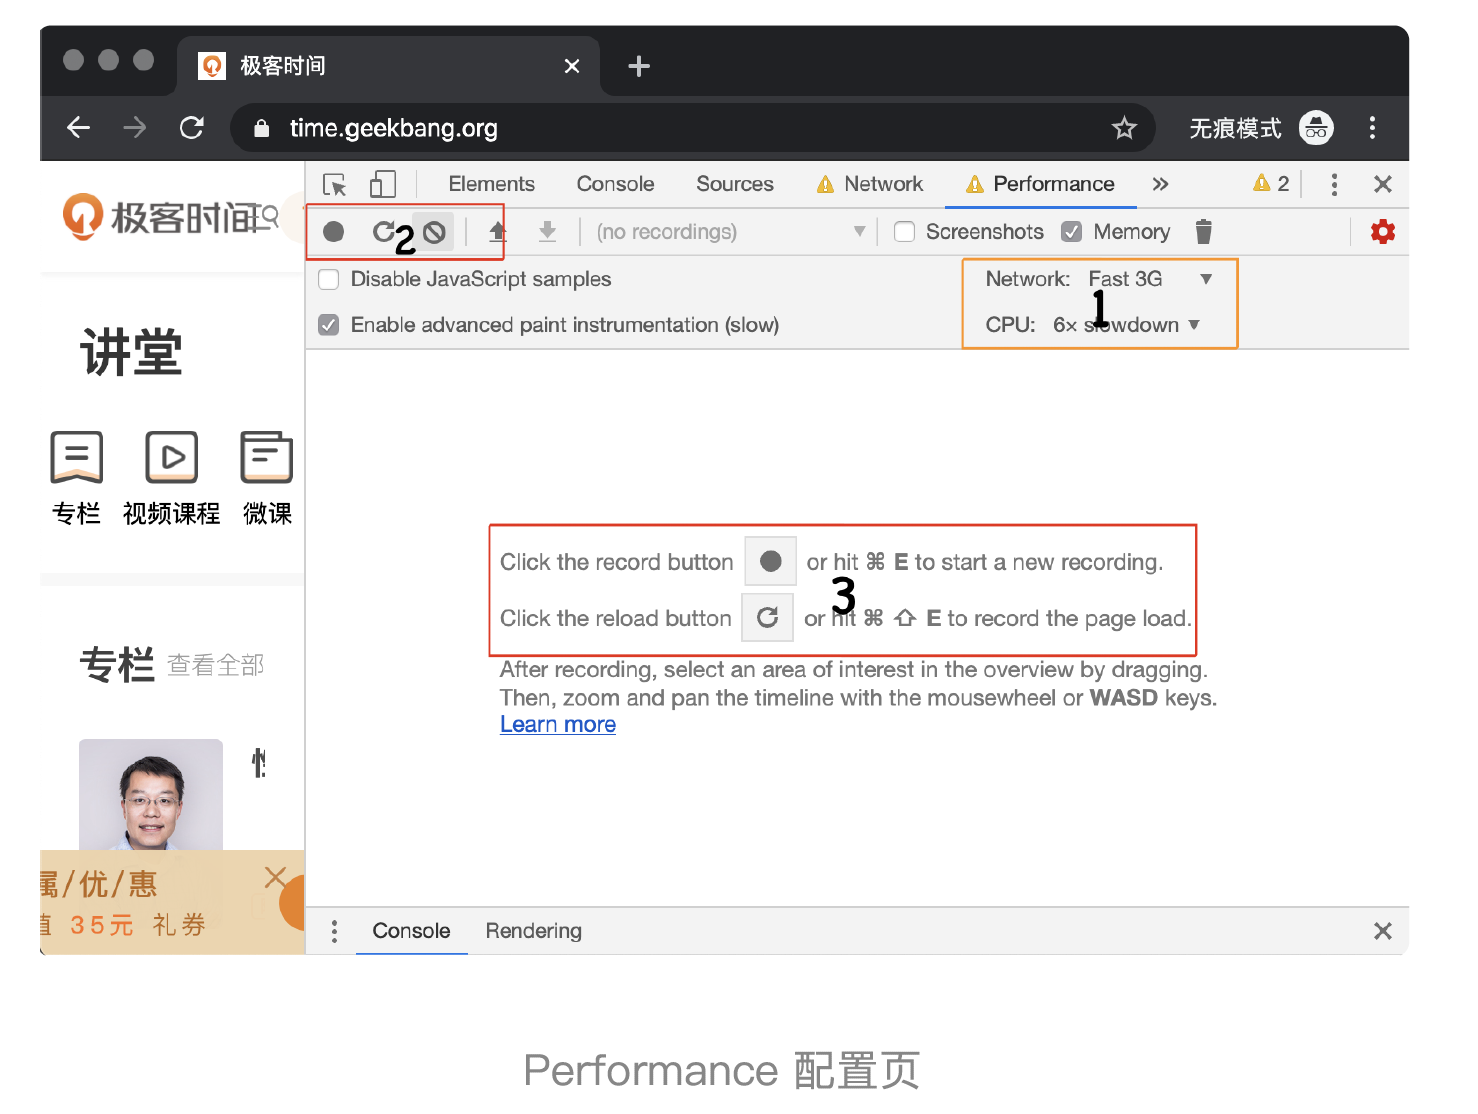 极客时间
time.geekbang.org
无痕模式
极客时间
Elements Console Sources Network Performance 2
2 (no recordings) Screenshots Memory
Disable JavaScript samples
Network: Fast 3G
Enable advanced paint instrumentation (slow)
CPU: 6× slowdown
1
讲堂
专栏 视频课程 微课
Click the record button or hit ⌘ E to start a new recording.
3
Click the reload button or hit ⌘ ⇧ E to record the page load.
After recording, select an area of interest in the overview by dragging.
Then, zoom and pan the timeline with the mousewheel or WASD keys.
Learn more
专栏 查看全部
属/优/惠
值 35元 礼券
Console Rendering
Performance 配置页